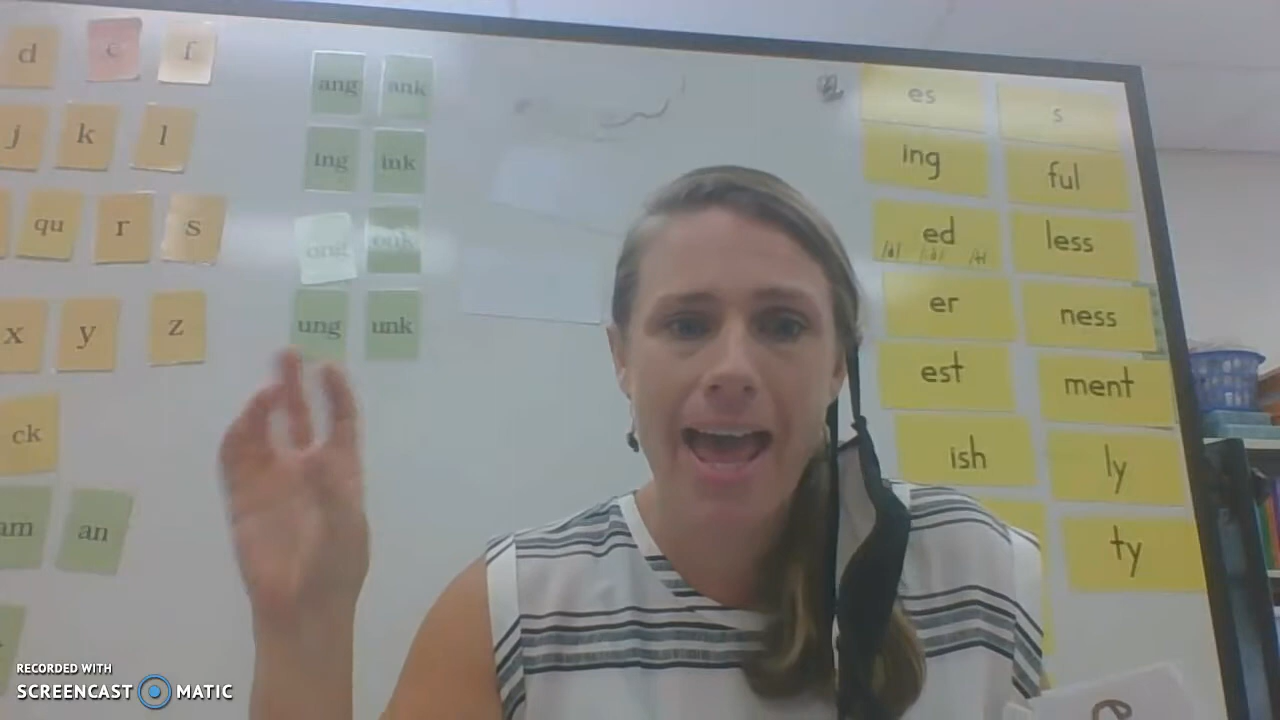 d e f
ang ank
es s
j k l
ing ink
ing ful
qu r s
ong onk
ed less
/d/ /id/ /t/
er ness
x y z
ung unk
est ment
ck
ish ly
am an
ty
RECORDED WITH
SCREENCAST MATIC